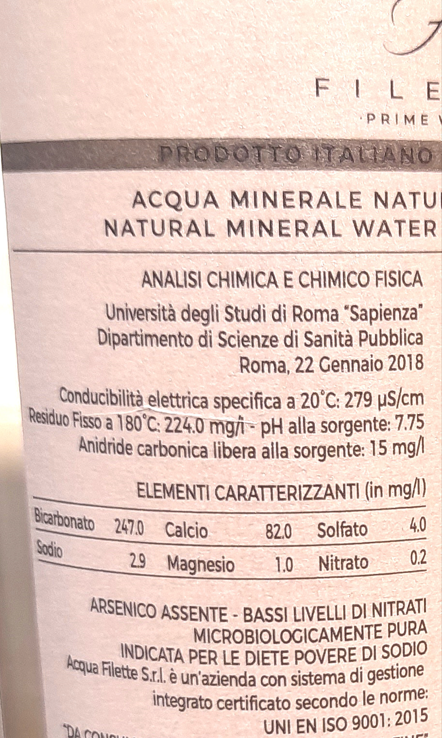 FILE
·PRIME
PRODOTTO ITALIANO
ACQUA MINERALE NATU
NATURAL MINERAL WATER
ANALISI CHIMICA E CHIMICO FISICA
Università degli Studi di Roma "Sapienza"
Dipartimento di Scienze di Sanità Pubblica
Roma, 22 Gennaio 2018
Conducibilità elettrica specifica a 20°C: 279 µS/cm
Residuo Fisso a 180°C: 224.0 mg/l - pH alla sorgente: 7.75
Anidride carbonica libera alla sorgente: 15 mg/l
ELEMENTI CARATTERIZZANTI (in mg/l)
Bicarbonato 247.0 Calcio 82.0 Solfato 4.0
Sodio 2.9 Magnesio 1.0 Nitrato 0.2
ARSENICO ASSENTE - BASSI LIVELLI DI NITRATI
MICROBIOLOGICAMENTE PURA
INDICATA PER LE DIETE POVERE DI SODIO
Acqua Filette S.r.l. è un'azienda con sistema di gestione
integrato certificato secondo le norme:
UNI EN ISO 9001: 2015
"DA